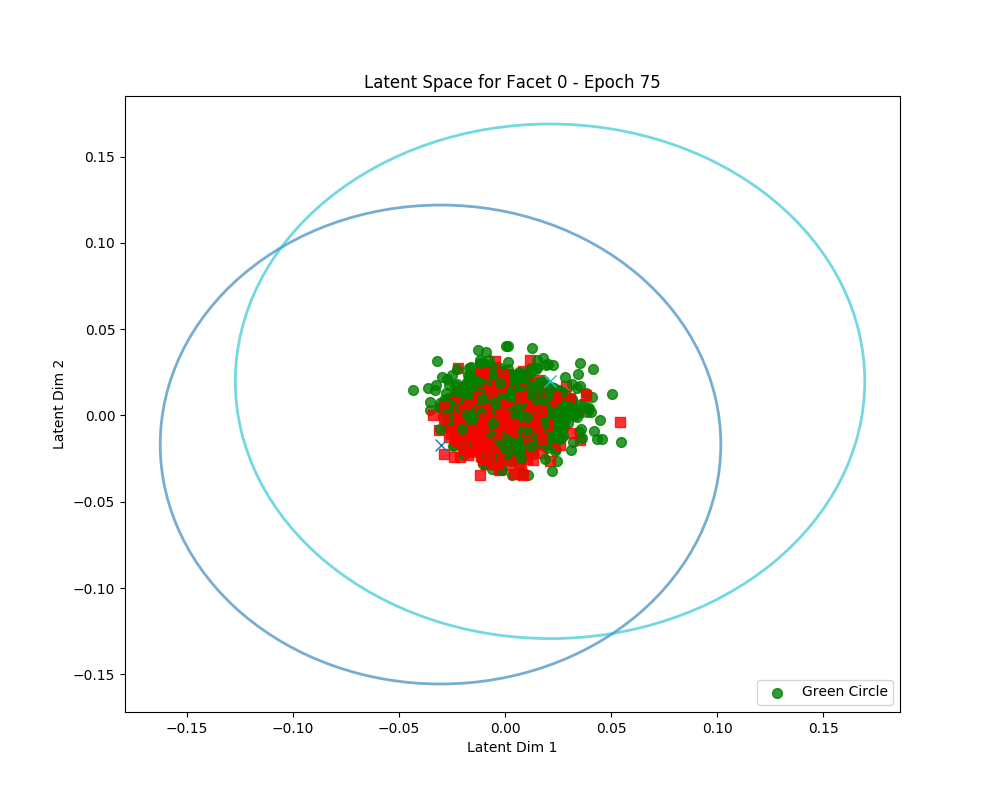 Latent Space for Facet 0 - Epoch 75
0.15
0.10
0.05
0.00
−0.05
−0.10
−0.15
Latent Dim 2
Green Circle
−0.15 −0.10 −0.05 0.00 0.05 0.10 0.15
Latent Dim 1